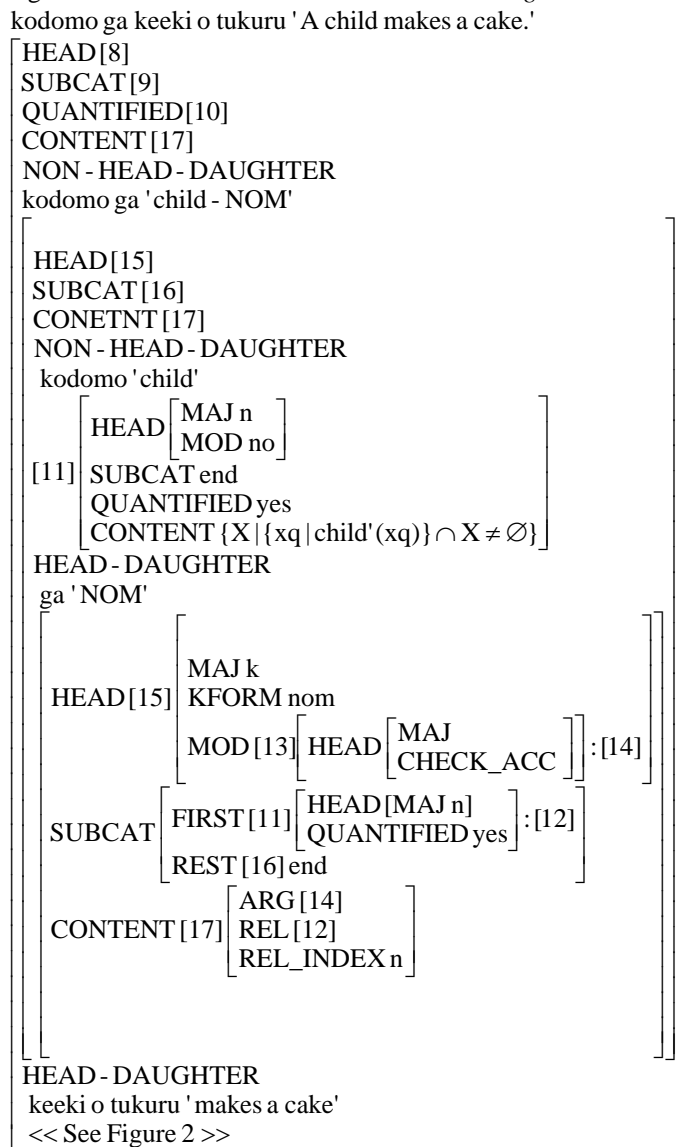 kodomo ga keeki o tukuru 'A child makes a cake.'
HEAD[8]
SUBCAT[9]
QUANTIFIED[10]
CONTENT[17]
NON-HEAD-DAUGHTER
kodomo ga 'child-NOM'
HEAD[15]
SUBCAT[16]
CONETNT[17]
NON-HEAD-DAUGHTER
kodomo 'child'
[11] HEAD MAJ n
MOD no
SUBCAT end
QUANTIFIED yes
CONTENT {X|{xq|child'(xq)}∩X≠∅}
HEAD-DAUGHTER
ga 'NOM'
HEAD[15] MAJ k
KFORM nom
MOD[13] HEAD MAJ
CHECK_ACC :[14]
SUBCAT FIRST[11] HEAD[MAJ n]
QUANTIFIED yes :[12]
REST[16] end
CONTENT[17] ARG[14]
REL[12]
REL_INDEX n
HEAD-DAUGHTER
keeki o tukuru 'makes a cake'
<< See Figure 2 >>